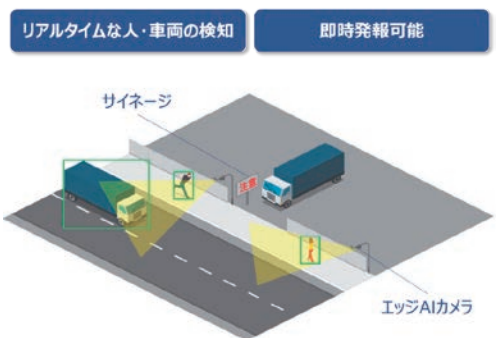 リアルタイムな人・車両の検知
即時発報可能
サイネージ
注意
エッジAIカメラ